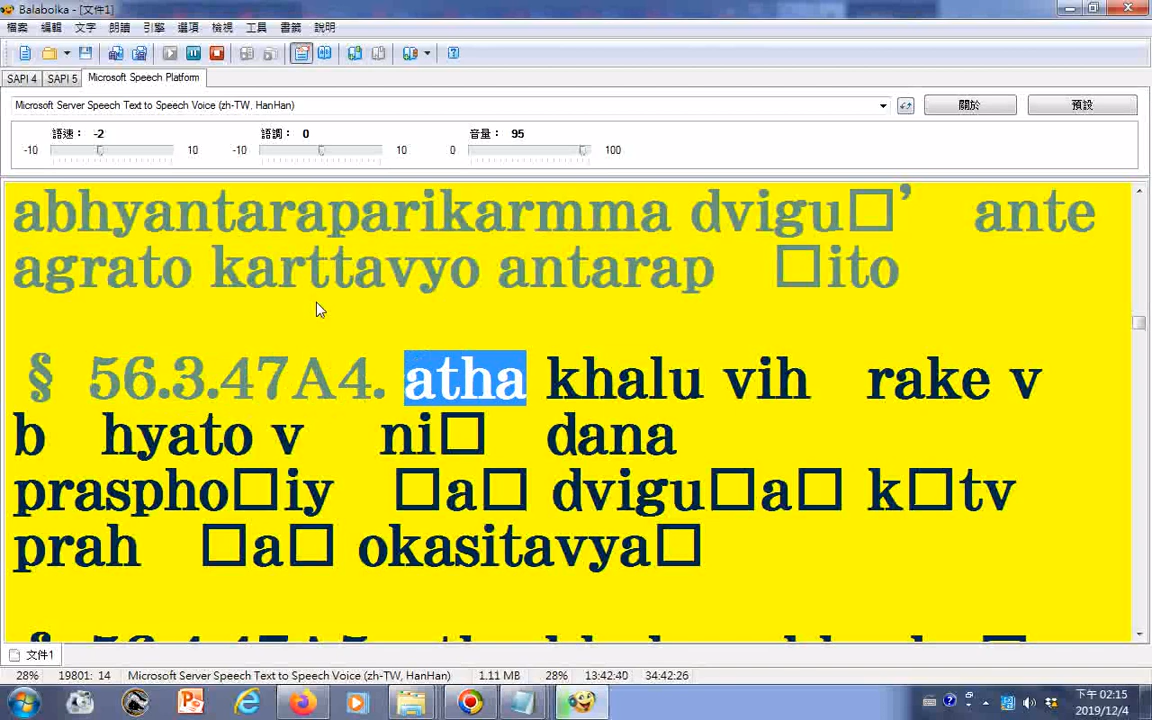 Balabolka - [文件1]
檔案 編輯 文字 朗讀 引擎 選項 檢視 工具 書籤 說明
SAPI 4 SAPI 5 Microsoft Speech Platform
Microsoft Server Speech Text to Speech Voice (zh-TW, HanHan) 關於 預設
語速： -2 語調： 0 音量： 95
-10 10 -10 10 0 100
abhyantaraparikarmma dvigu□’ ante
agrato karttavyo antarap □ito
§ 56.3.47A4. atha khalu vih rake v
b hyato v ni□ dana
praspho□iy □a□ dvigu□a□ k□tv
prah □a□ okasitavya□
文件1
28% 19801: 14 Microsoft Server Speech Text to Speech Voice (zh-TW, HanHan) 1.11 MB 28% 13:42:40 34:42:26
下午 02:15
2019/12/4